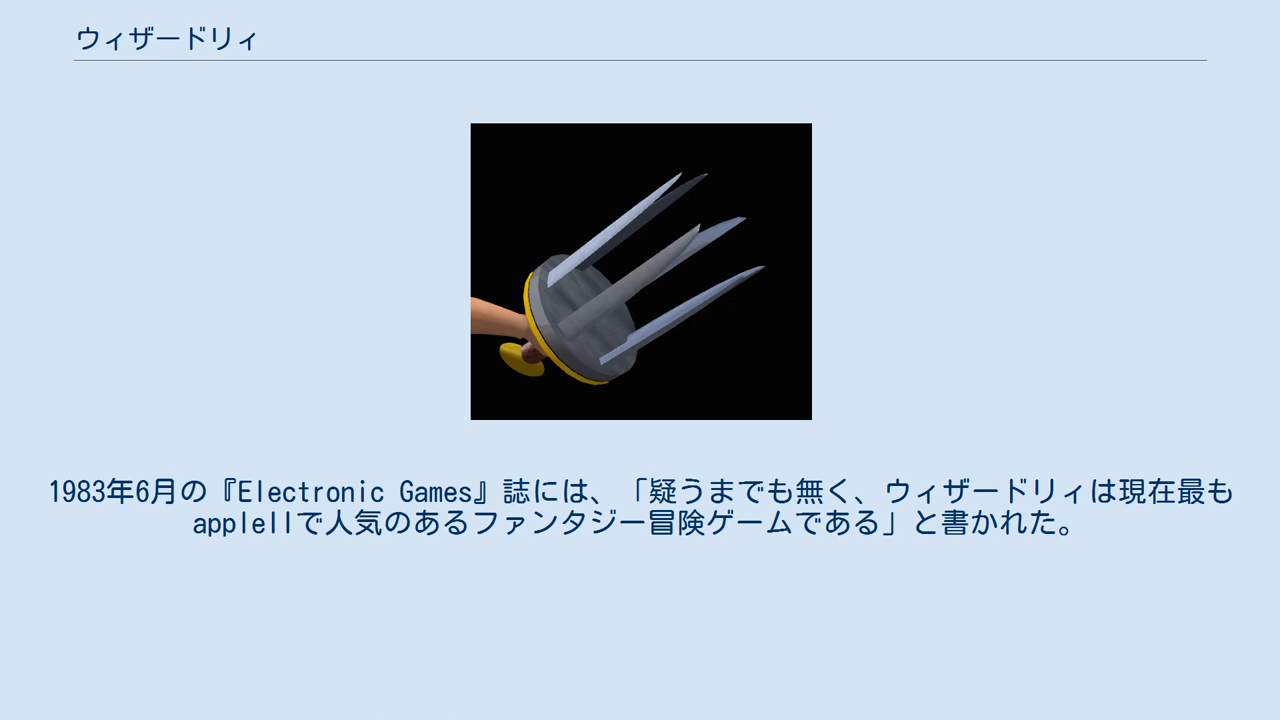 ウィザードリィ
1983年6月の『Electronic Games』誌には、「疑うまでも無く、ウィザードリィは現在最も
appleIIで人気のあるファンタジー冒険ゲームである」と書かれた。